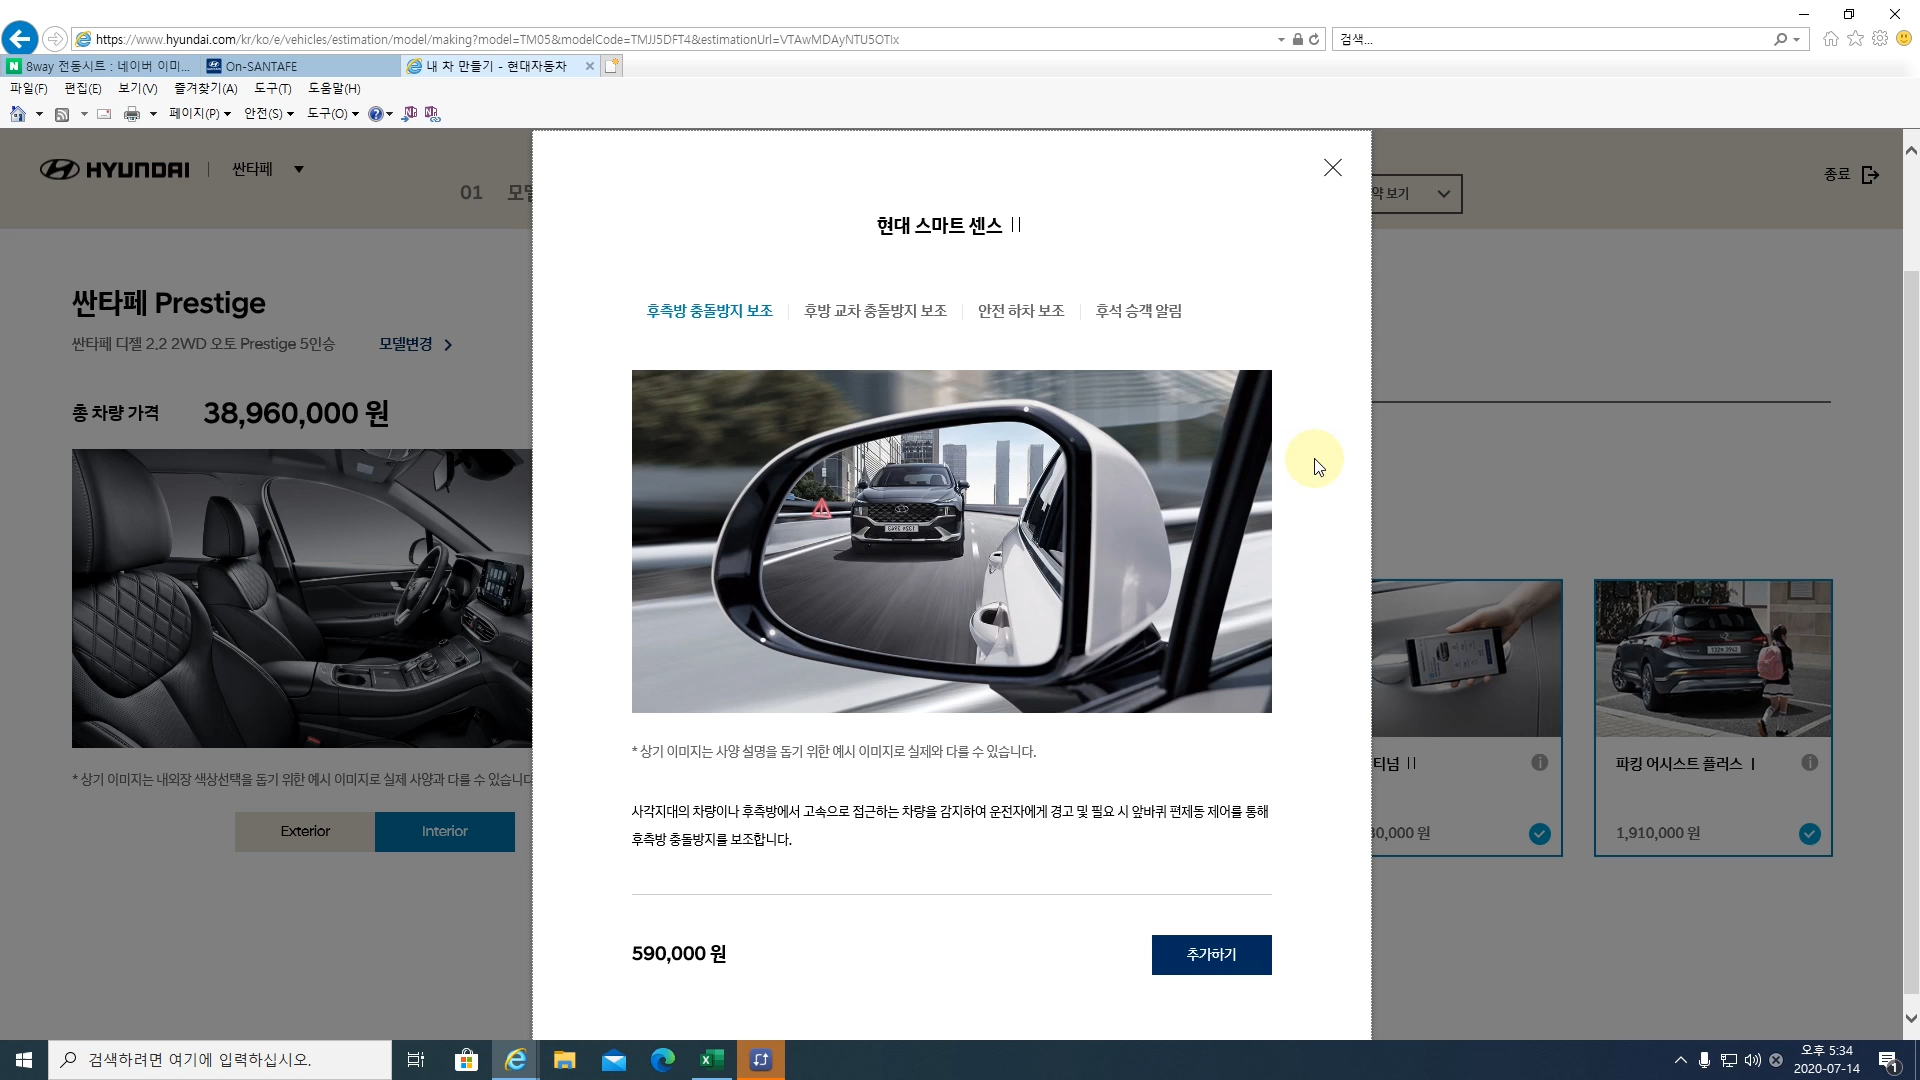 https://www.hyundai.com/kr/ko/e/vehicles/estimation/model/making?model=TM05&modelCode=TMJJ5DFT4&estimationUrl=VTAwMDAyNTU5OTIx
검색...
8way 전동시트 : 네이버 이미...
On-SANTAFE
내 차 만들기 - 현대자동차
파일(F) 편집(E) 보기(V) 즐겨찾기(A) 도구(T) 도움말(H)
페이지(P) 안전(S) 도구(O)
HYUNDAI
싼타페
01
약 보기
종료
현대 스마트 센스 II
후측방 충돌방지 보조
후방 교차 충돌방지 보조
안전 하차 보조
후석 승객 알림
싼타페 Prestige
싼타페 디젤 2.2 2WD 오토 Prestige 5인승
모델변경
총 차량 가격
38,960,000 원
* 상기 이미지는 내외장 색상선택을 돕기 위한 예시 이미지로 실제 사양과 다를 수 있습니다
Exterior
Interior
* 상기 이미지는 사양 설명을 돕기 위한 예시 이미지로 실제와 다를 수 있습니다.
사각지대의 차량이나 후측방에서 고속으로 접근하는 차량을 감지하여 운전자에게 경고 및 필요 시 앞바퀴 편제동 제어를 통해
후측방 충돌방지를 보조합니다.
590,000 원
추가하기
티넘 II
30,000 원
파킹 어시스트 플러스 I
1,910,000 원
검색하려면 여기에 입력하십시오.
오후 5:34
2020-07-14
1